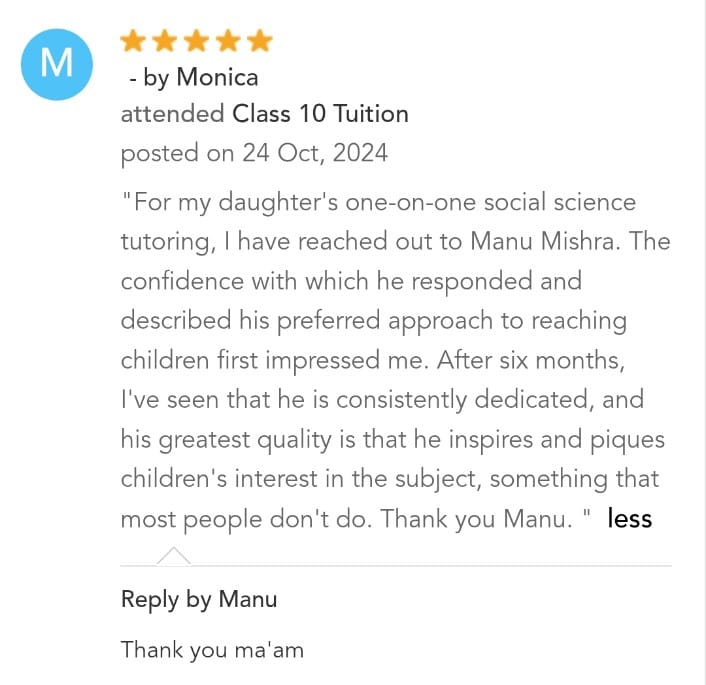 M
- by Monica
attended Class 10 Tuition
posted on 24 Oct, 2024
"For my daughter's one-on-one social science
tutoring, I have reached out to Manu Mishra. The
confidence with which he responded and
described his preferred approach to reaching
children first impressed me. After six months,
I've seen that he is consistently dedicated, and
his greatest quality is that he inspires and piques
children's interest in the subject, something that
most people don't do. Thank you Manu. " less
Reply by Manu
Thank you ma'am